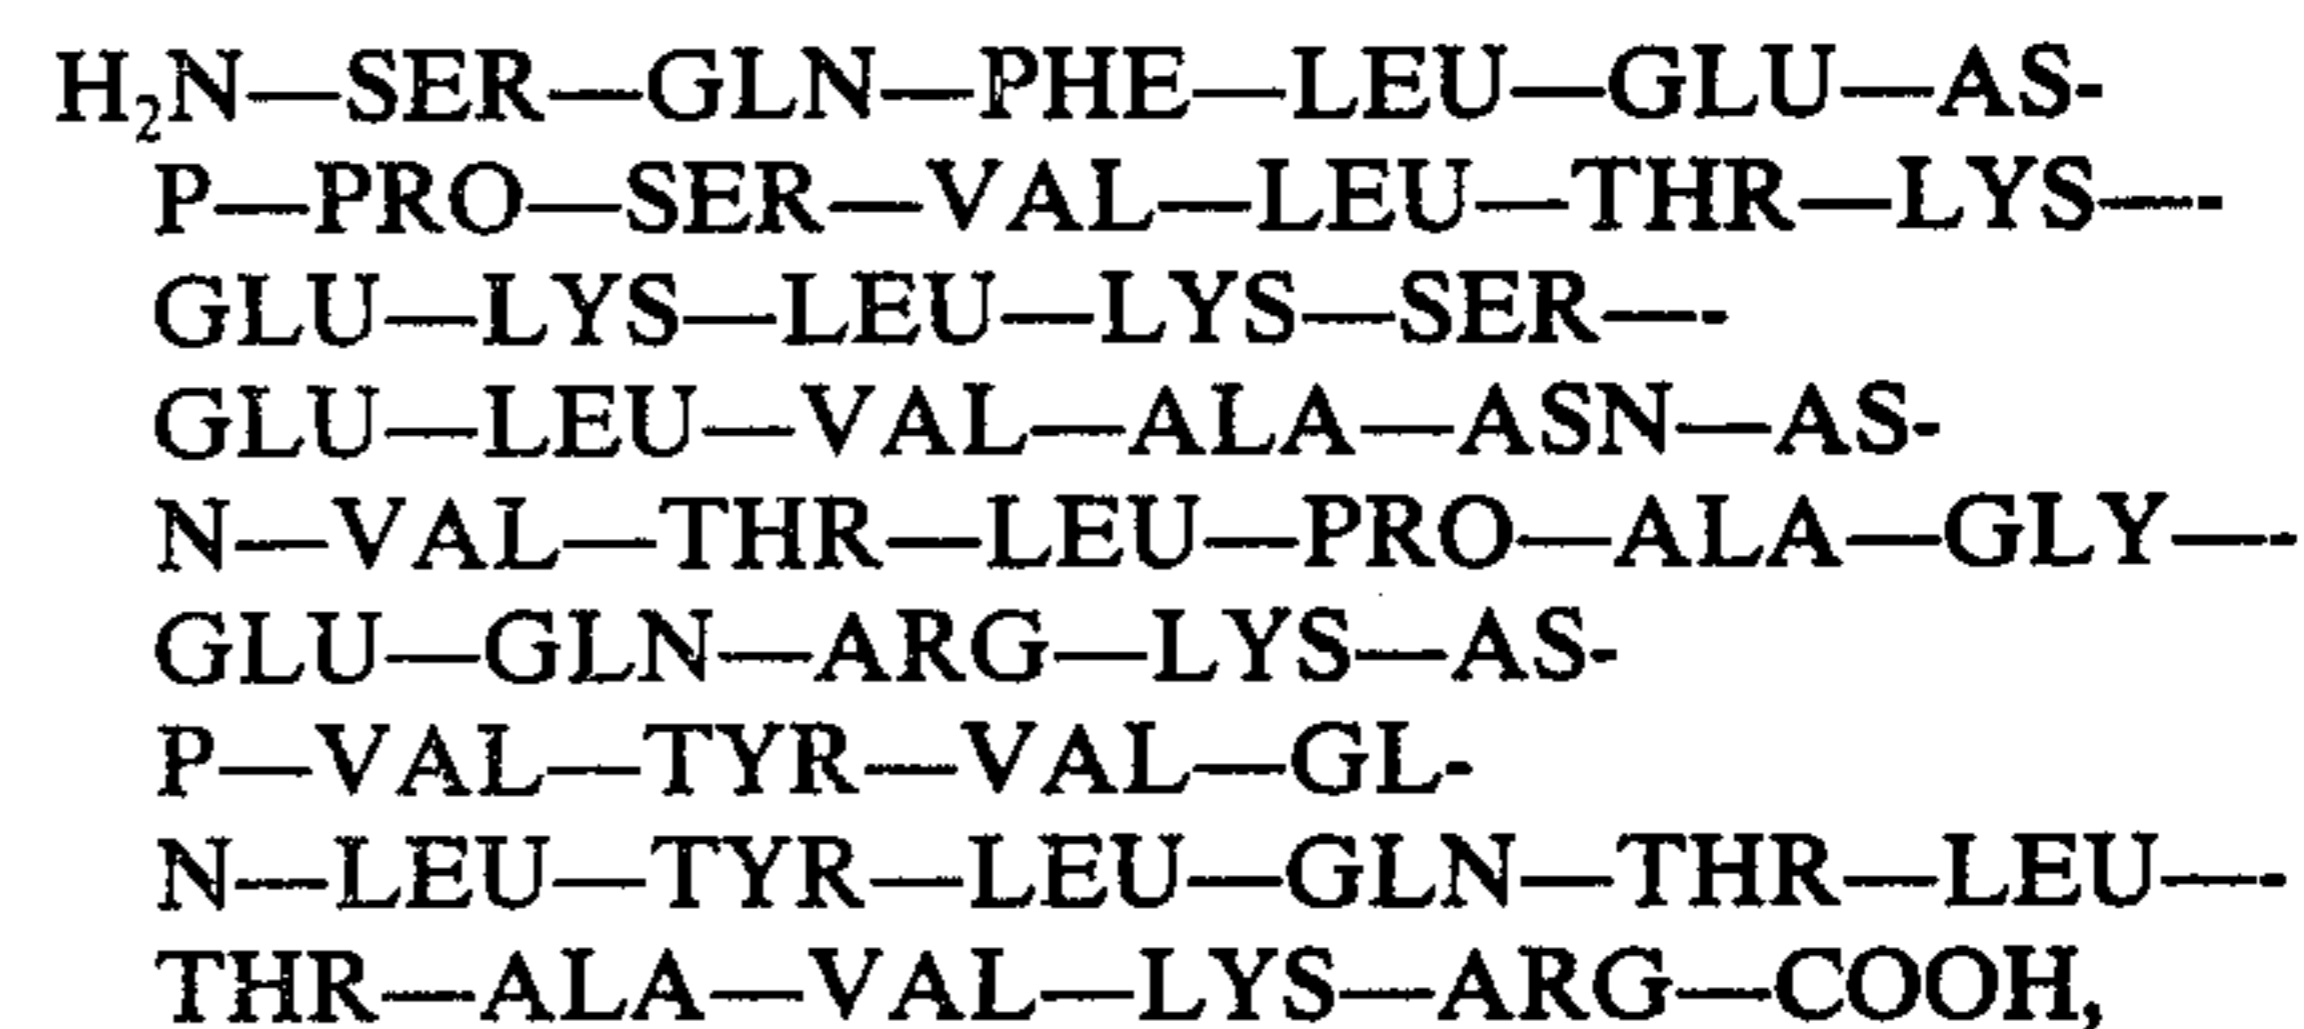 H₂N—SER—GLN—PHE—LEU—GLU—AS-
P—PRO—SER—VAL—LEU—THR—LYS—-
GLU—LYS—LEU—LYS—SER—-
GLU—LEU—VAL—ALA—ASN—AS-
N—VAL—THR—LEU—PRO—ALA—GLY—-
GLU—GLN—ARG—LYS—AS-
P—VAL—TYR—VAL—GL-
N—LEU—TYR—LEU—GLN—THR—LEU—-
THR—ALA—VAL—LYS—ARG—COOH,